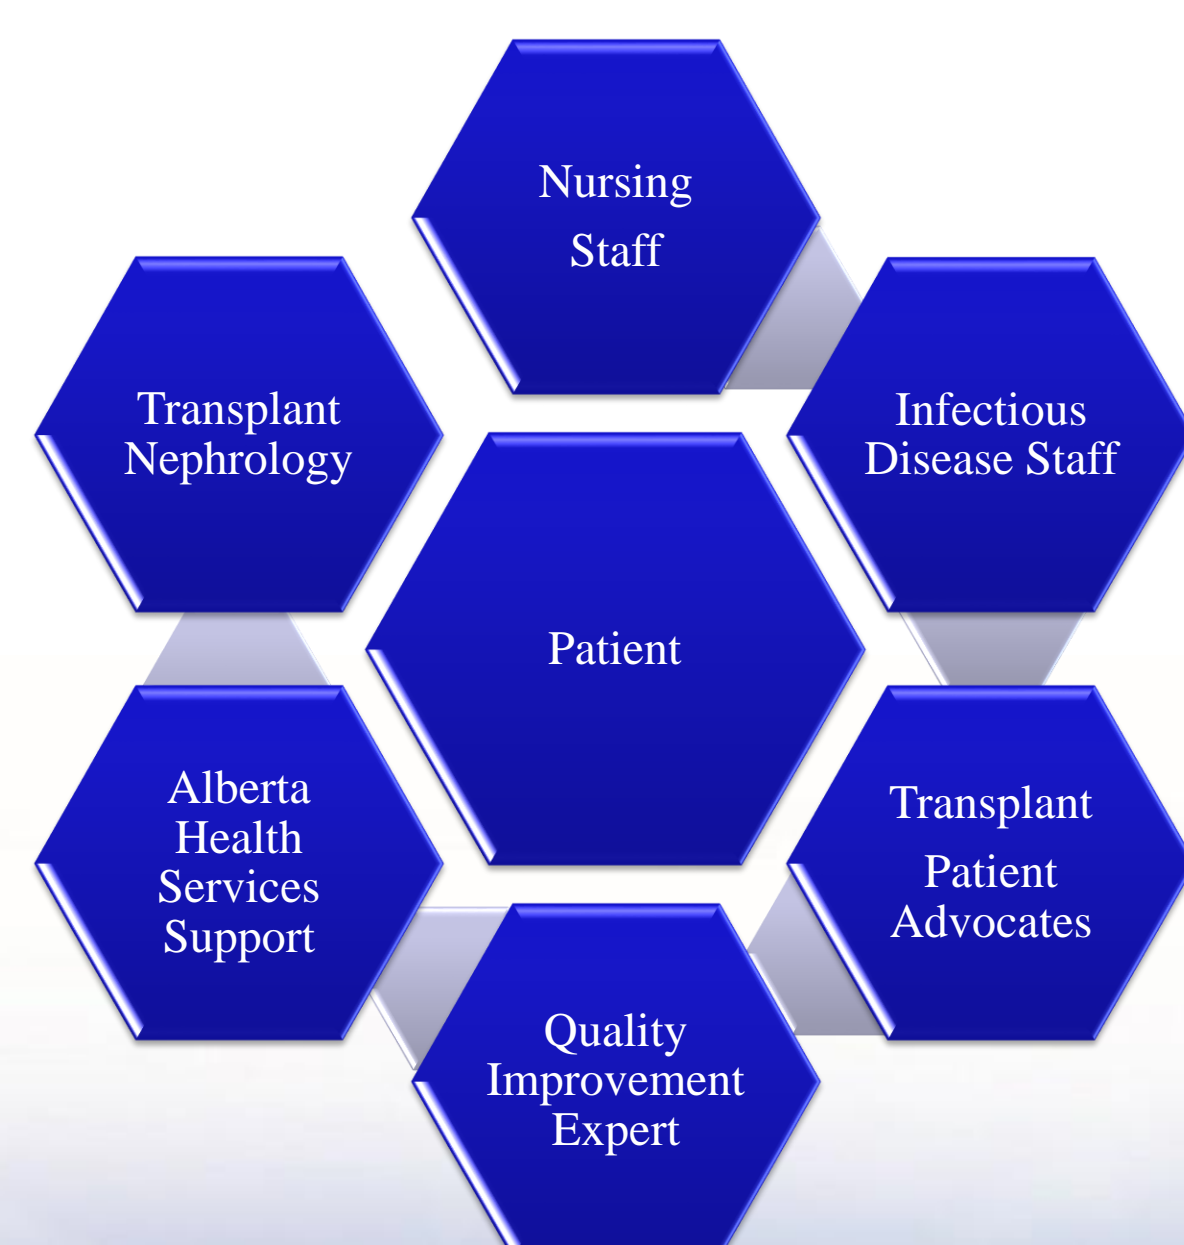 Nursing
Staff
Transplant
Nephrology
Infectious
Disease Staff
Patient
Alberta
Health
Services
Support
Transplant
Patient
Advocates
Quality
Improvement
Expert